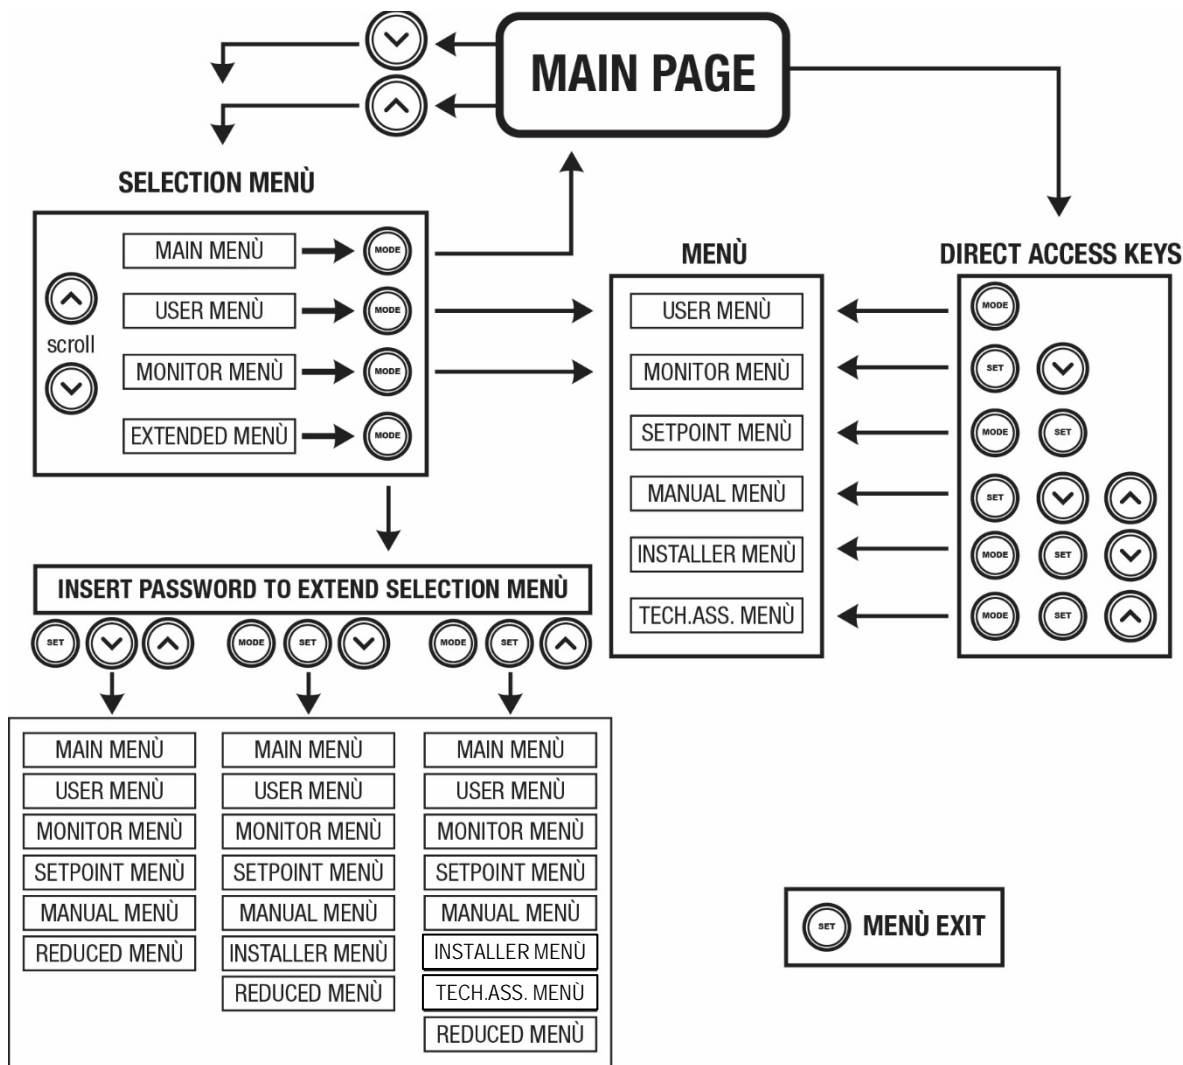 MAIN PAGE
SELECTION MENÙ
MAIN MENÙ
MODE
USER MENÙ
MODE
scroll
MONITOR MENÙ
MODE
EXTENDED MENÙ
MODE
MENÙ
USER MENÙ
MONITOR MENÙ
SETPOINT MENÙ
MANUAL MENÙ
INSTALLER MENÙ
TECH.ASS. MENÙ
DIRECT ACCESS KEYS
MODE
SET
MODE SET
SET
MODE SET
MODE SET
INSERT PASSWORD TO EXTEND SELECTION MENÙ
SET
MODE SET
MODE SET
MAIN MENÙ
USER MENÙ
MONITOR MENÙ
SETPOINT MENÙ
MANUAL MENÙ
REDUCED MENÙ
MAIN MENÙ
USER MENÙ
MONITOR MENÙ
SETPOINT MENÙ
MANUAL MENÙ
INSTALLER MENÙ
REDUCED MENÙ
MAIN MENÙ
USER MENÙ
MONITOR MENÙ
SETPOINT MENÙ
MANUAL MENÙ
INSTALLER MENÙ
TECH.ASS. MENÙ
REDUCED MENÙ
SET MENÙ EXIT